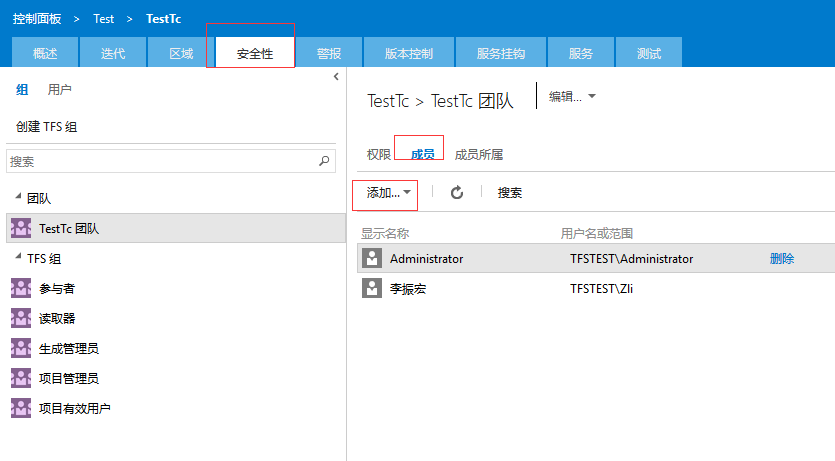 控制面板 > Test > TestTc
概述 迭代 区域 安全性 警报 版本控制 服务挂钩 服务 测试
组 用户
创建 TFS 组
搜索
团队
TestTc 团队
TFS 组
参与者
读取器
生成管理员
项目管理员
项目有效用户
TestTc > TestTc 团队 编辑...
权限 成员 成员所属
添加... 搜索
显示名称 用户名或范围
Administrator TFSTEST\Administrator 删除
李振宏 TFSTEST\Zli